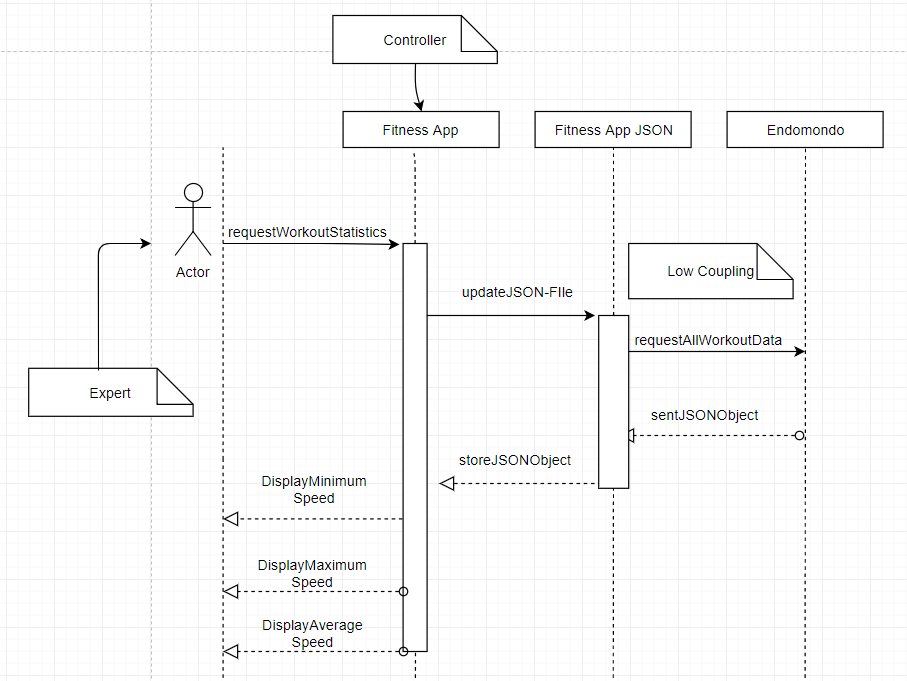 Controller
Fitness App
Fitness App JSON
Endomondo
requestWorkoutStatistics
Actor
Low Coupling
updateJSON-FIle
requestAllWorkoutData
Expert
sentJSONObject
storeJSONObject
DisplayMinimum
Speed
DisplayMaximum
Speed
DisplayAverage
Speed